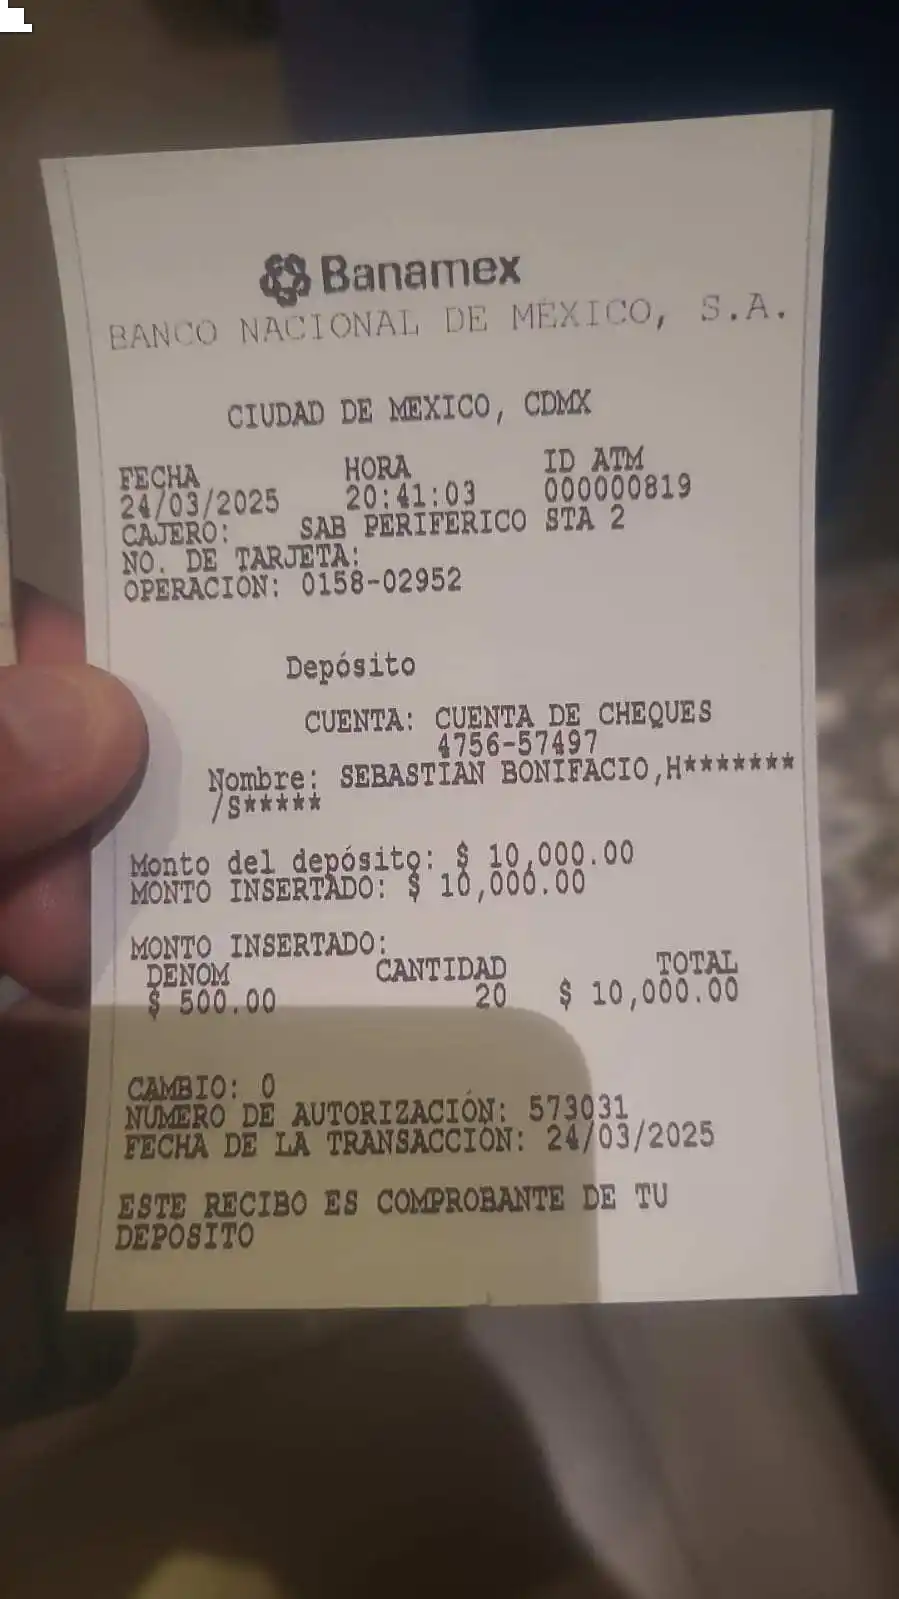 Banamex
BANCO NACIONAL DE MÉXICO, S.A.
CIUDAD DE MEXICO, CDMX
FECHA HORA ID ATM
24/03/2025 20:41:03 000000819
CAJERO: SAB PERIFERICO STA 2
NO. DE TARJETA:
OPERACION: 0158-02952
Depósito
CUENTA: CUENTA DE CHEQUES
4756-57497
Nombre: SEBASTIAN BONIFACIO,H*******
/S*****
Monto del depósito: $ 10,000.00
MONTO INSERTADO: $ 10,000.00
MONTO INSERTADO:
DENOM CANTIDAD TOTAL
$ 500.00 20 $ 10,000.00
CAMBIO: 0
NUMERO DE AUTORIZACIÓN: 573031
FECHA DE LA TRANSACCIÓN: 24/03/2025
ESTE RECIBO ES COMPROBANTE DE TU
DEPOSITO